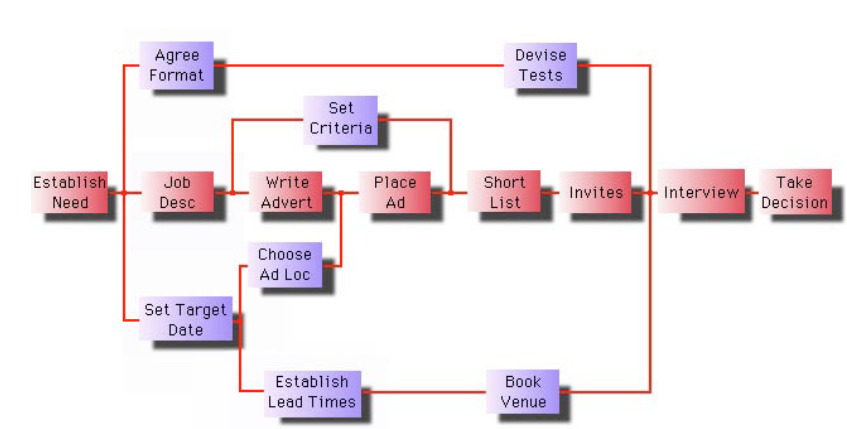 Agree
Format
Devise
Tests
Set
Criteria
Establish
Need
Job
Desc
Write
Advert
Place
Ad
Short
List
Invites
Interview
Take
Decision
Choose
Ad Loc
Set Target
Date
Establish
Lead Times
Book
Venue